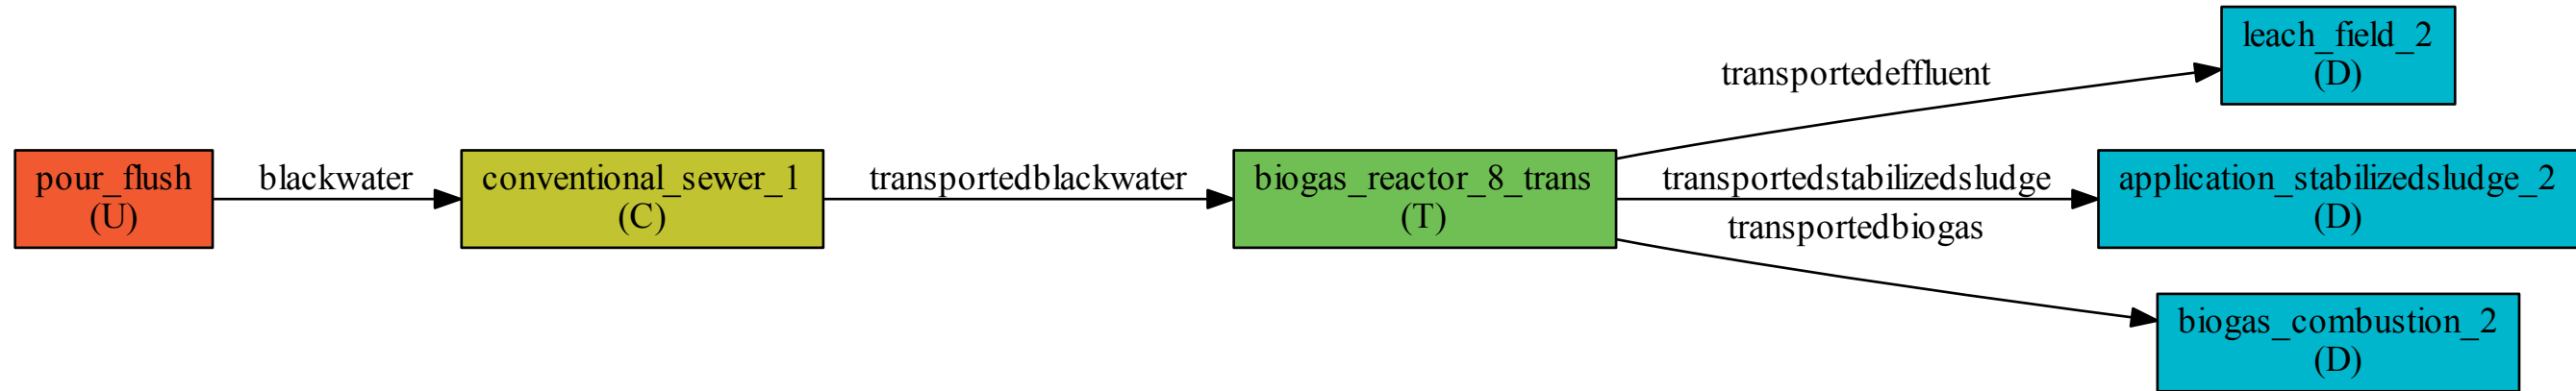 pour_flush
(U)
blackwater
conventional_sewer_1
(C)
transportedblackwater
biogas_reactor_8_trans
(T)
transportedeffluent
transportedstabilizedsludge
transportedbiogas
leach_field_2
(D)
application_stabilizedsludge_2
(D)
biogas_combustion_2
(D)